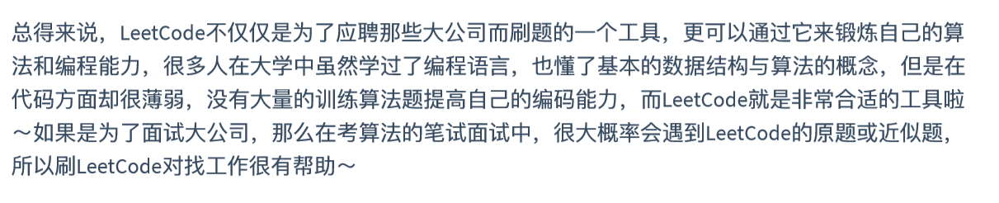 总得来说，LeetCode不仅仅是为了应聘那些大公司而刷题的一个工具，更可以通过它来锻炼自己的算
法和编程能力，很多人在大学中虽然学过了编程语言，也懂了基本的数据结构与算法的概念，但是在
代码方面却很薄弱，没有大量的训练算法题提高自己的编码能力，而LeetCode就是非常合适的工具啦
～如果是为了面试大公司，那么在考算法的笔试面试中，很大概率会遇到LeetCode的原题或近似题，
所以刷LeetCode对找工作很有帮助～